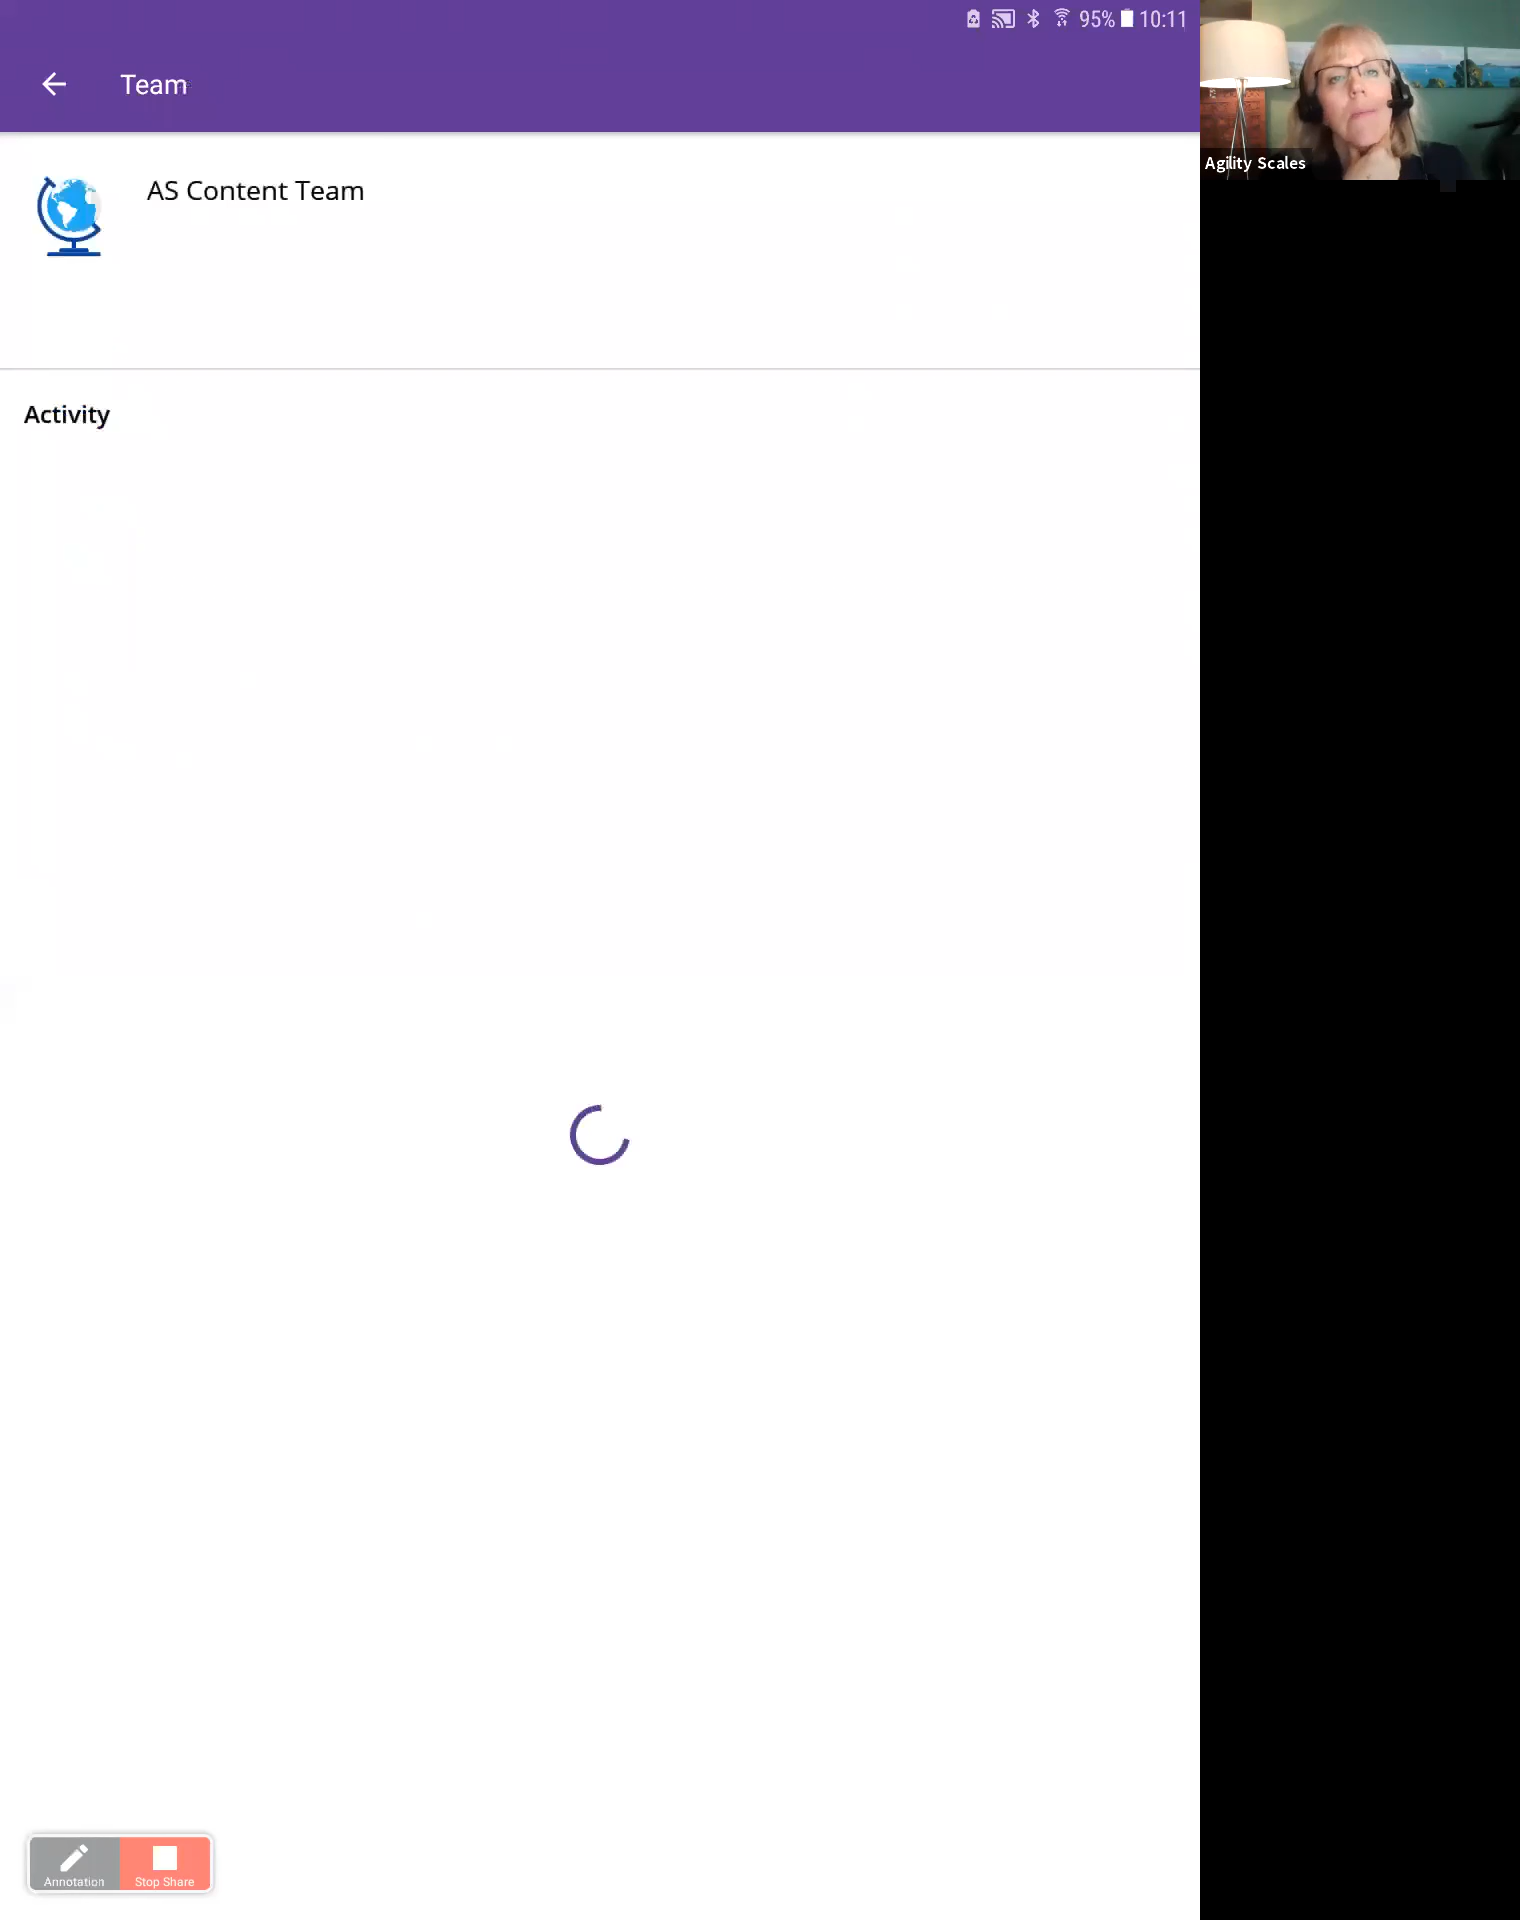 95% 10:11
Team
AS Content Team
Activity
Annotation
Stop Share
Agility Scales